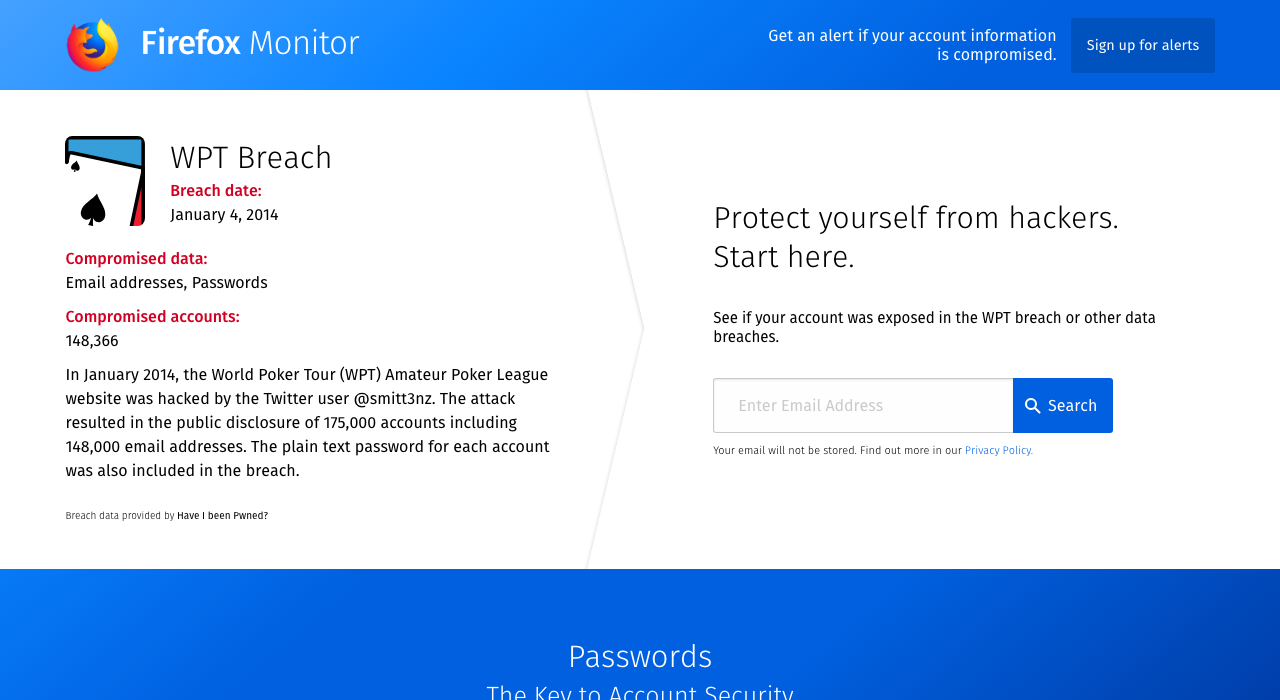 Firefox Monitor
Get an alert if your account information
is compromised.
Sign up for alerts
WPT Breach
Breach date:
January 4, 2014
Compromised data:
Email addresses, Passwords
Compromised accounts:
148,366
In January 2014, the World Poker Tour (WPT) Amateur Poker League
website was hacked by the Twitter user @smitt3nz. The attack
resulted in the public disclosure of 175,000 accounts including
148,000 email addresses. The plain text password for each account
was also included in the breach.
Breach data provided by Have I been Pwned?
Protect yourself from hackers.
Start here.
See if your account was exposed in the WPT breach or other data
breaches.
Enter Email Address
Search
Your email will not be stored. Find out more in our Privacy Policy.
Passwords
The Key to Account Security